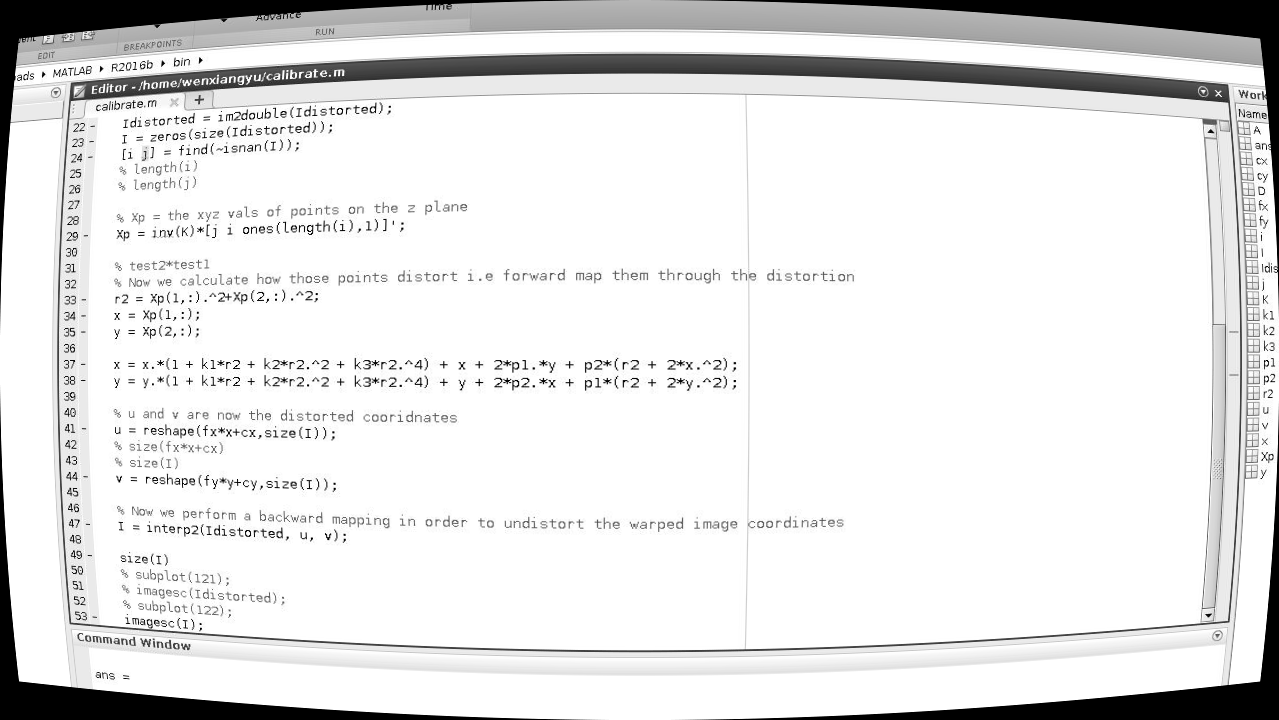 Advance
Time
EDIT
BREAKPOINTS
RUN
MATLAB
R2016b
bin
Editor - /home/wenxiangyu/calibrate.m
calibrate.m
22 - Idistorted = im2double(Idistorted);
23 - I = zeros(size(Idistorted));
24 - [i j] = find(~isnan(I));
25 % length(i)
26 % length(j)
27
28 % Xp = the xyz vals of points on the z plane
29 - Xp = inv(K)*[j i ones(length(i),1)]';
30
31 % test2*test1
32 % Now we calculate how those points distort i.e forward map them through the distortion
33 - r2 = Xp(1,:).^2+Xp(2,:).^2;
34 - x = Xp(1,:);
35 - y = Xp(2,:);
36
37 - x = x.*(1 + k1*r2 + k2*r2.^2 + k3*r2.^4) + x + 2*p1.*y + p2*(r2 + 2*x.^2);
38 - y = y.*(1 + k1*r2 + k2*r2.^2 + k3*r2.^4) + y + 2*p2.*x + p1*(r2 + 2*y.^2);
39
40 % u and v are now the distorted cooridnates
41 - u = reshape(fx*x+cx,size(I));
42 % size(fx*x+cx)
43 % size(I)
44 - v = reshape(fy*y+cy,size(I));
45
46 % Now we perform a backward mapping in order to undistort the warped image coordinates
47 - I = interp2(Idistorted, u, v);
48
49 - size(I)
50 % subplot(121);
51 % imagesc(Idistorted);
52 % subplot(122);
53 - imagesc(I);
Command Window
ans =
Work
Name
A
ans
cx
cy
D
fx
fy
i
I
Idis
j
K
k1
k2
k3
p1
p2
r2
u
v
x
Xp
y